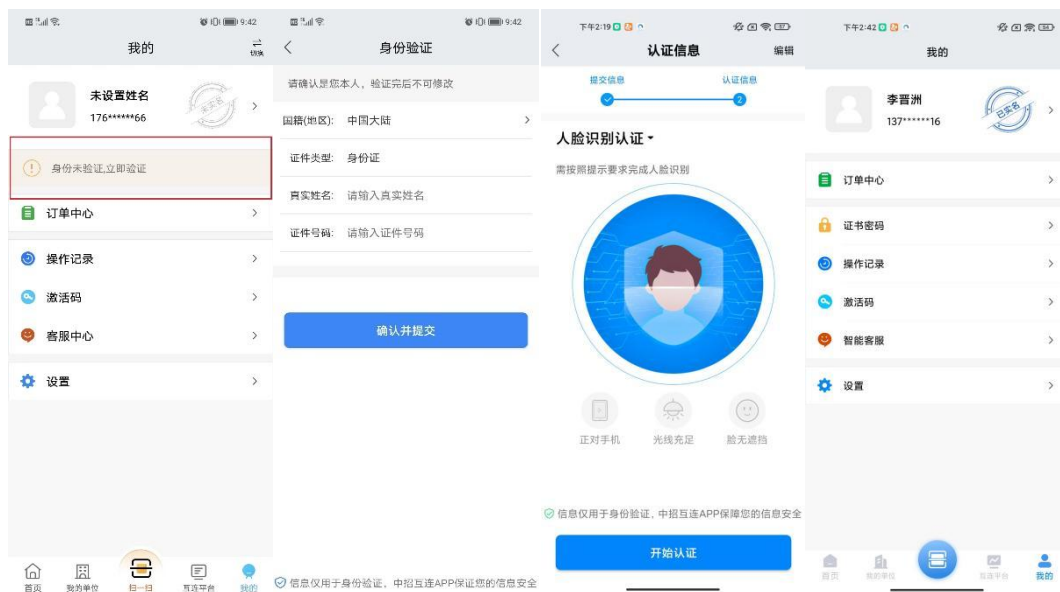 9:42
我的
切换
未设置姓名
176******66
未实名
身份未验证,立即验证
订单中心
操作记录
激活码
客服中心
设置
首页
我的单位
扫一扫
互连平台
我的
9:42
身份验证
请确认是您本人，验证完后不可修改
国籍(地区): 中国大陆
证件类型: 身份证
真实姓名: 请输入真实姓名
证件号码: 请输入证件号码
确认并提交
信息仅用于身份验证，中招互连APP保证您的信息安全
下午2:19
认证信息
编辑
提交信息
认证信息
2
人脸识别认证
需按照提示要求完成人脸识别
正对手机
光线充足
脸无遮挡
信息仅用于身份验证，中招互连APP保障您的信息安全
开始认证
下午2:42
我的
李晋洲
137******16
已实名
订单中心
证书密码
操作记录
激活码
智能客服
设置
首页
我的单位
互连平台
我的